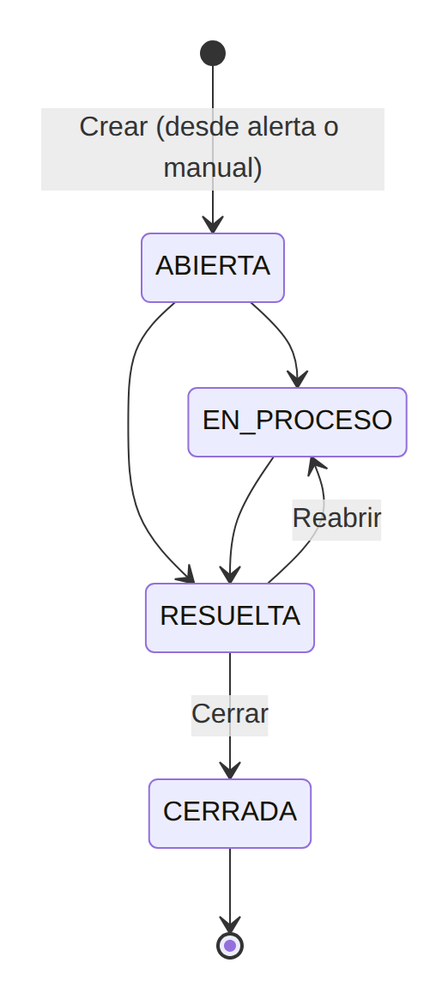 Crear (desde alerta o
manual)
ABIERTA
EN_PROCESO
Reabrir
RESUELTA
Cerrar
CERRADA